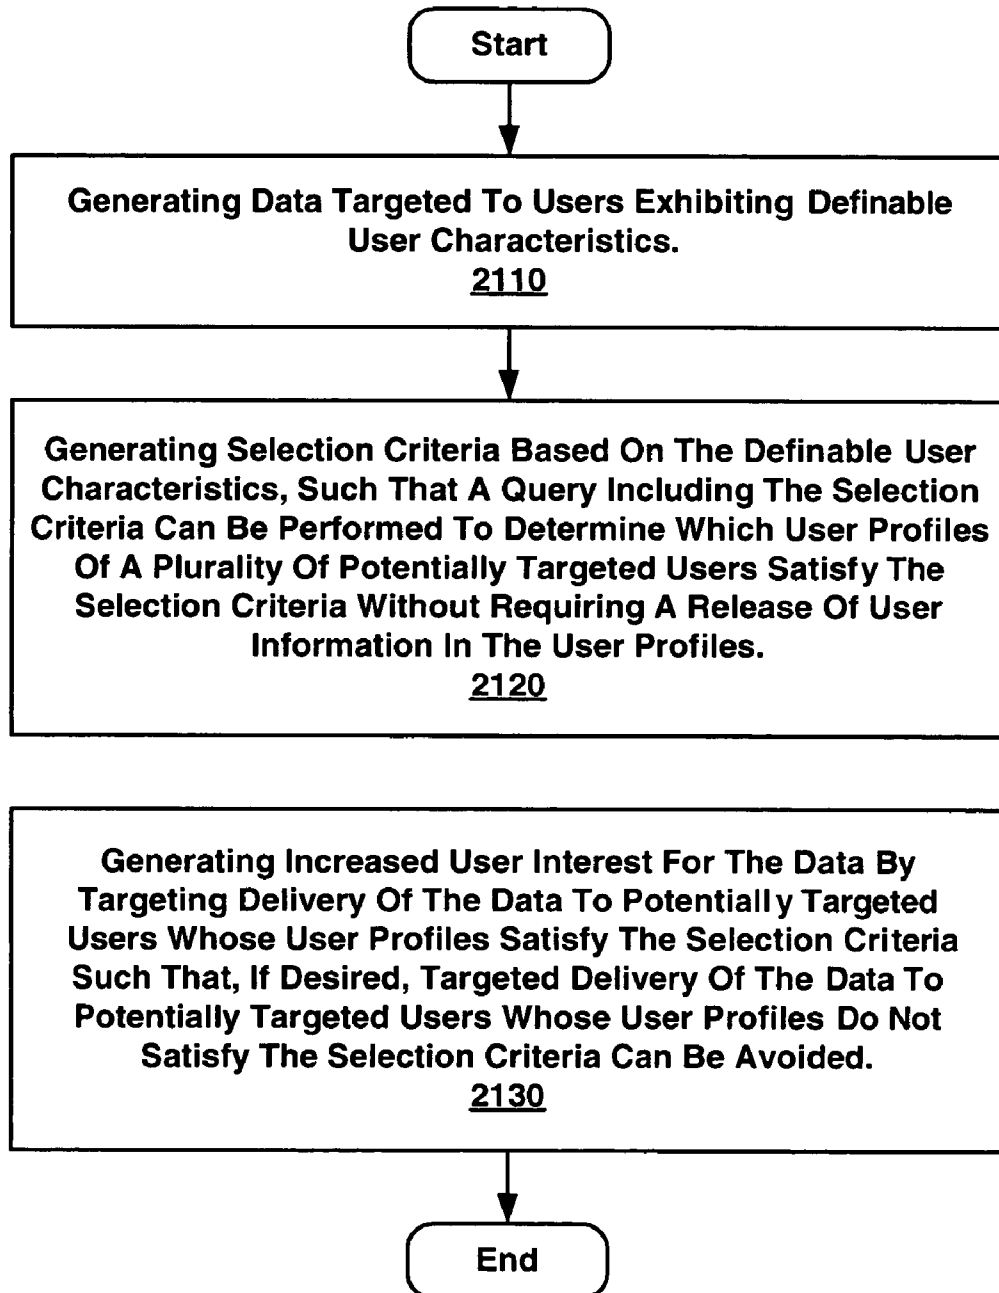 Start
Generating Data Targeted To Users Exhibiting Definable
User Characteristics.
2110
Generating Selection Criteria Based On The Definable User
Characteristics, Such That A Query Including The Selection
Criteria Can Be Performed To Determine Which User Profiles
Of A Plurality Of Potentially Targeted Users Satisfy The
Selection Criteria Without Requiring A Release Of User
Information In The User Profiles.
2120
Generating Increased User Interest For The Data By
Targeting Delivery Of The Data To Potentially Targeted
Users Whose User Profiles Satisfy The Selection Criteria
Such That, If Desired, Targeted Delivery Of The Data To
Potentially Targeted Users Whose User Profiles Do Not
Satisfy The Selection Criteria Can Be Avoided.
2130
End